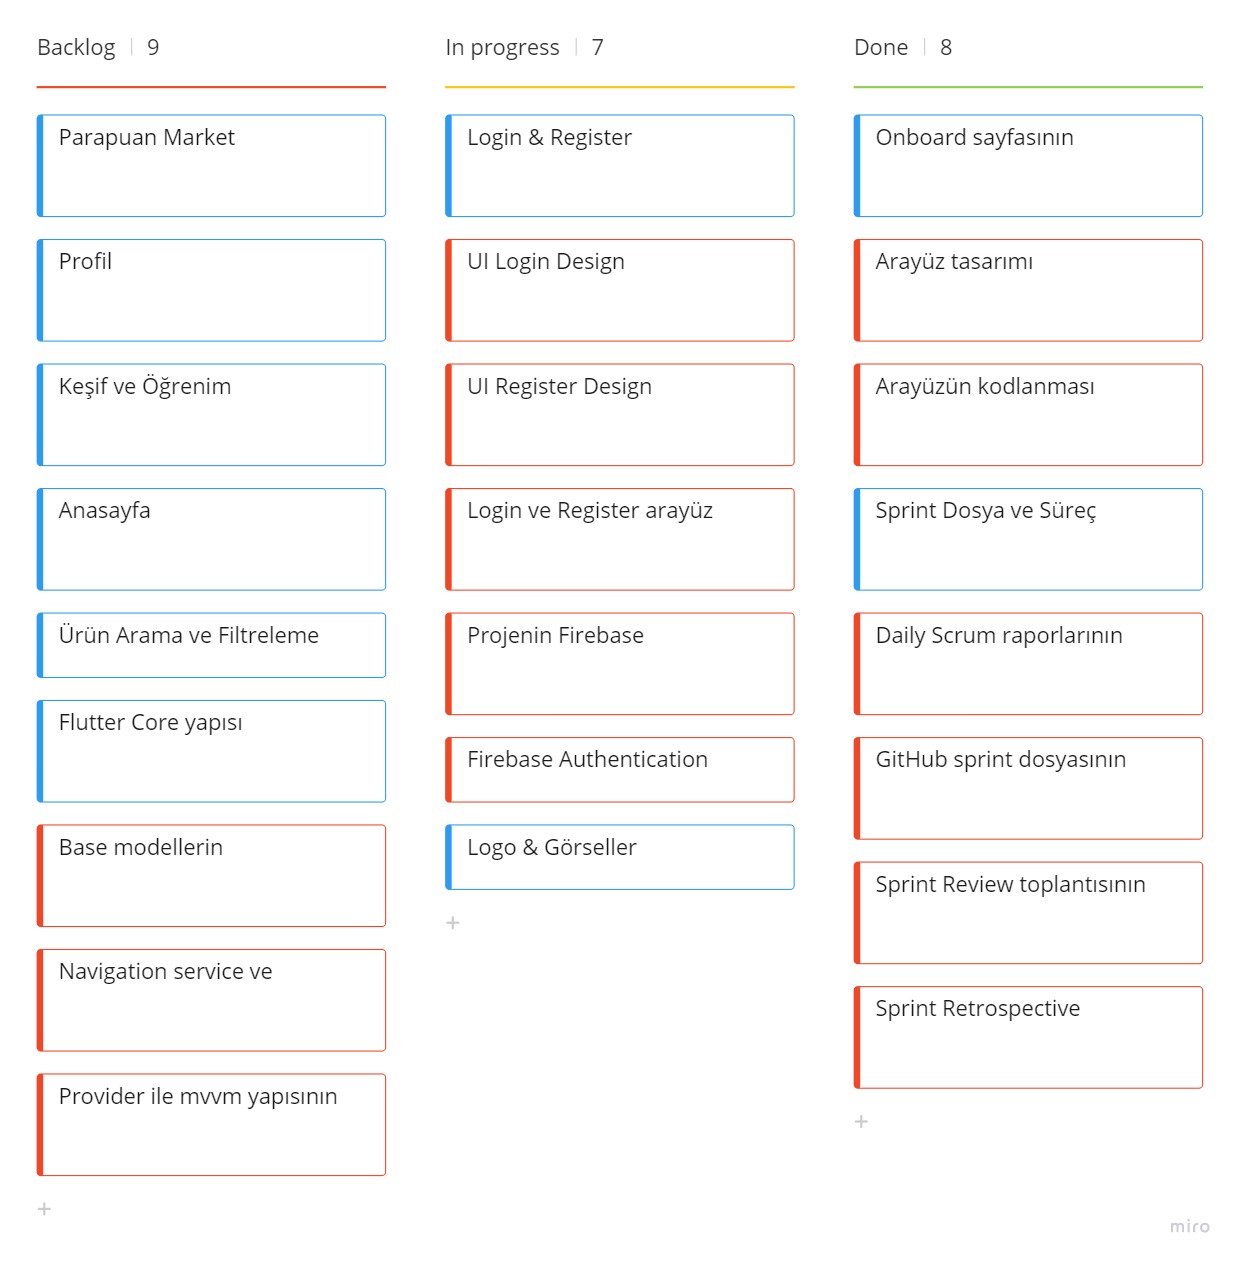 Backlog | 9
Parapuan Market
Profil
Keşif ve Öğrenim
Anasayfa
Ürün Arama ve Filtreleme
Flutter Core yapısı
Base modellerin
Navigation service ve
Provider ile mvvm yapısının
+
In progress | 7
Login & Register
UI Login Design
UI Register Design
Login ve Register arayüz
Projenin Firebase
Firebase Authentication
Logo & Görseller
+
Done | 8
Onboard sayfasının
Arayüz tasarımı
Arayüzün kodlanması
Sprint Dosya ve Süreç
Daily Scrum raporlarının
GitHub sprint dosyasının
Sprint Review toplantısının
Sprint Retrospective
+
miro